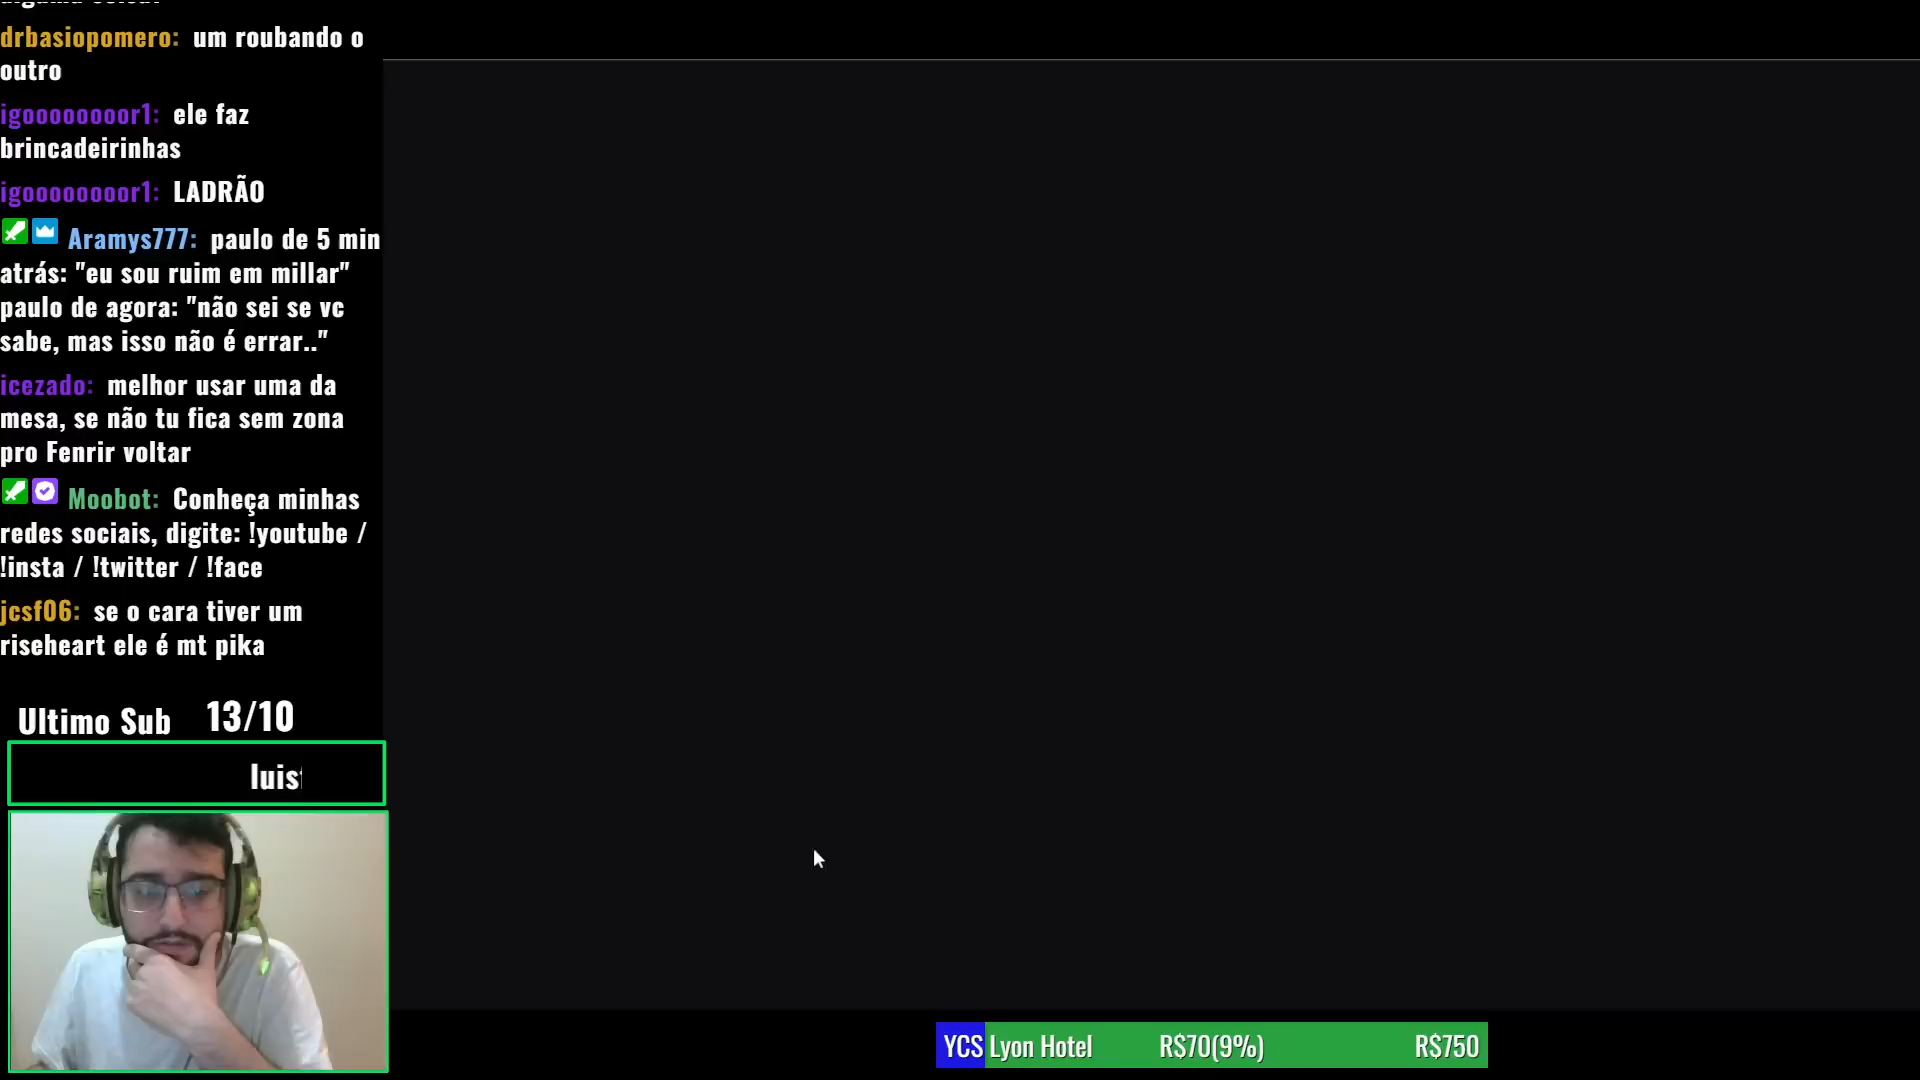 drbasiopomero: um roubando o
outro
igoooooooor1: ele faz
brincadeirinhas
igoooooooor1: LADRÃO
Aramys777: paulo de 5 min
atrás: "eu sou ruim em millar"
paulo de agora: "não sei se vc
sabe, mas isso não é errar.."
icezado: melhor usar uma da
mesa, se não tu fica sem zona
pro Fenrir voltar
Moobot: Conheça minhas
redes sociais, digite: !youtube /
!insta / !twitter / !face
jcsf06: se o cara tiver um
riseheart ele é mt pika
Ultimo Sub 13/10
luis
YCS Lyon Hotel R$70(9%) R$750